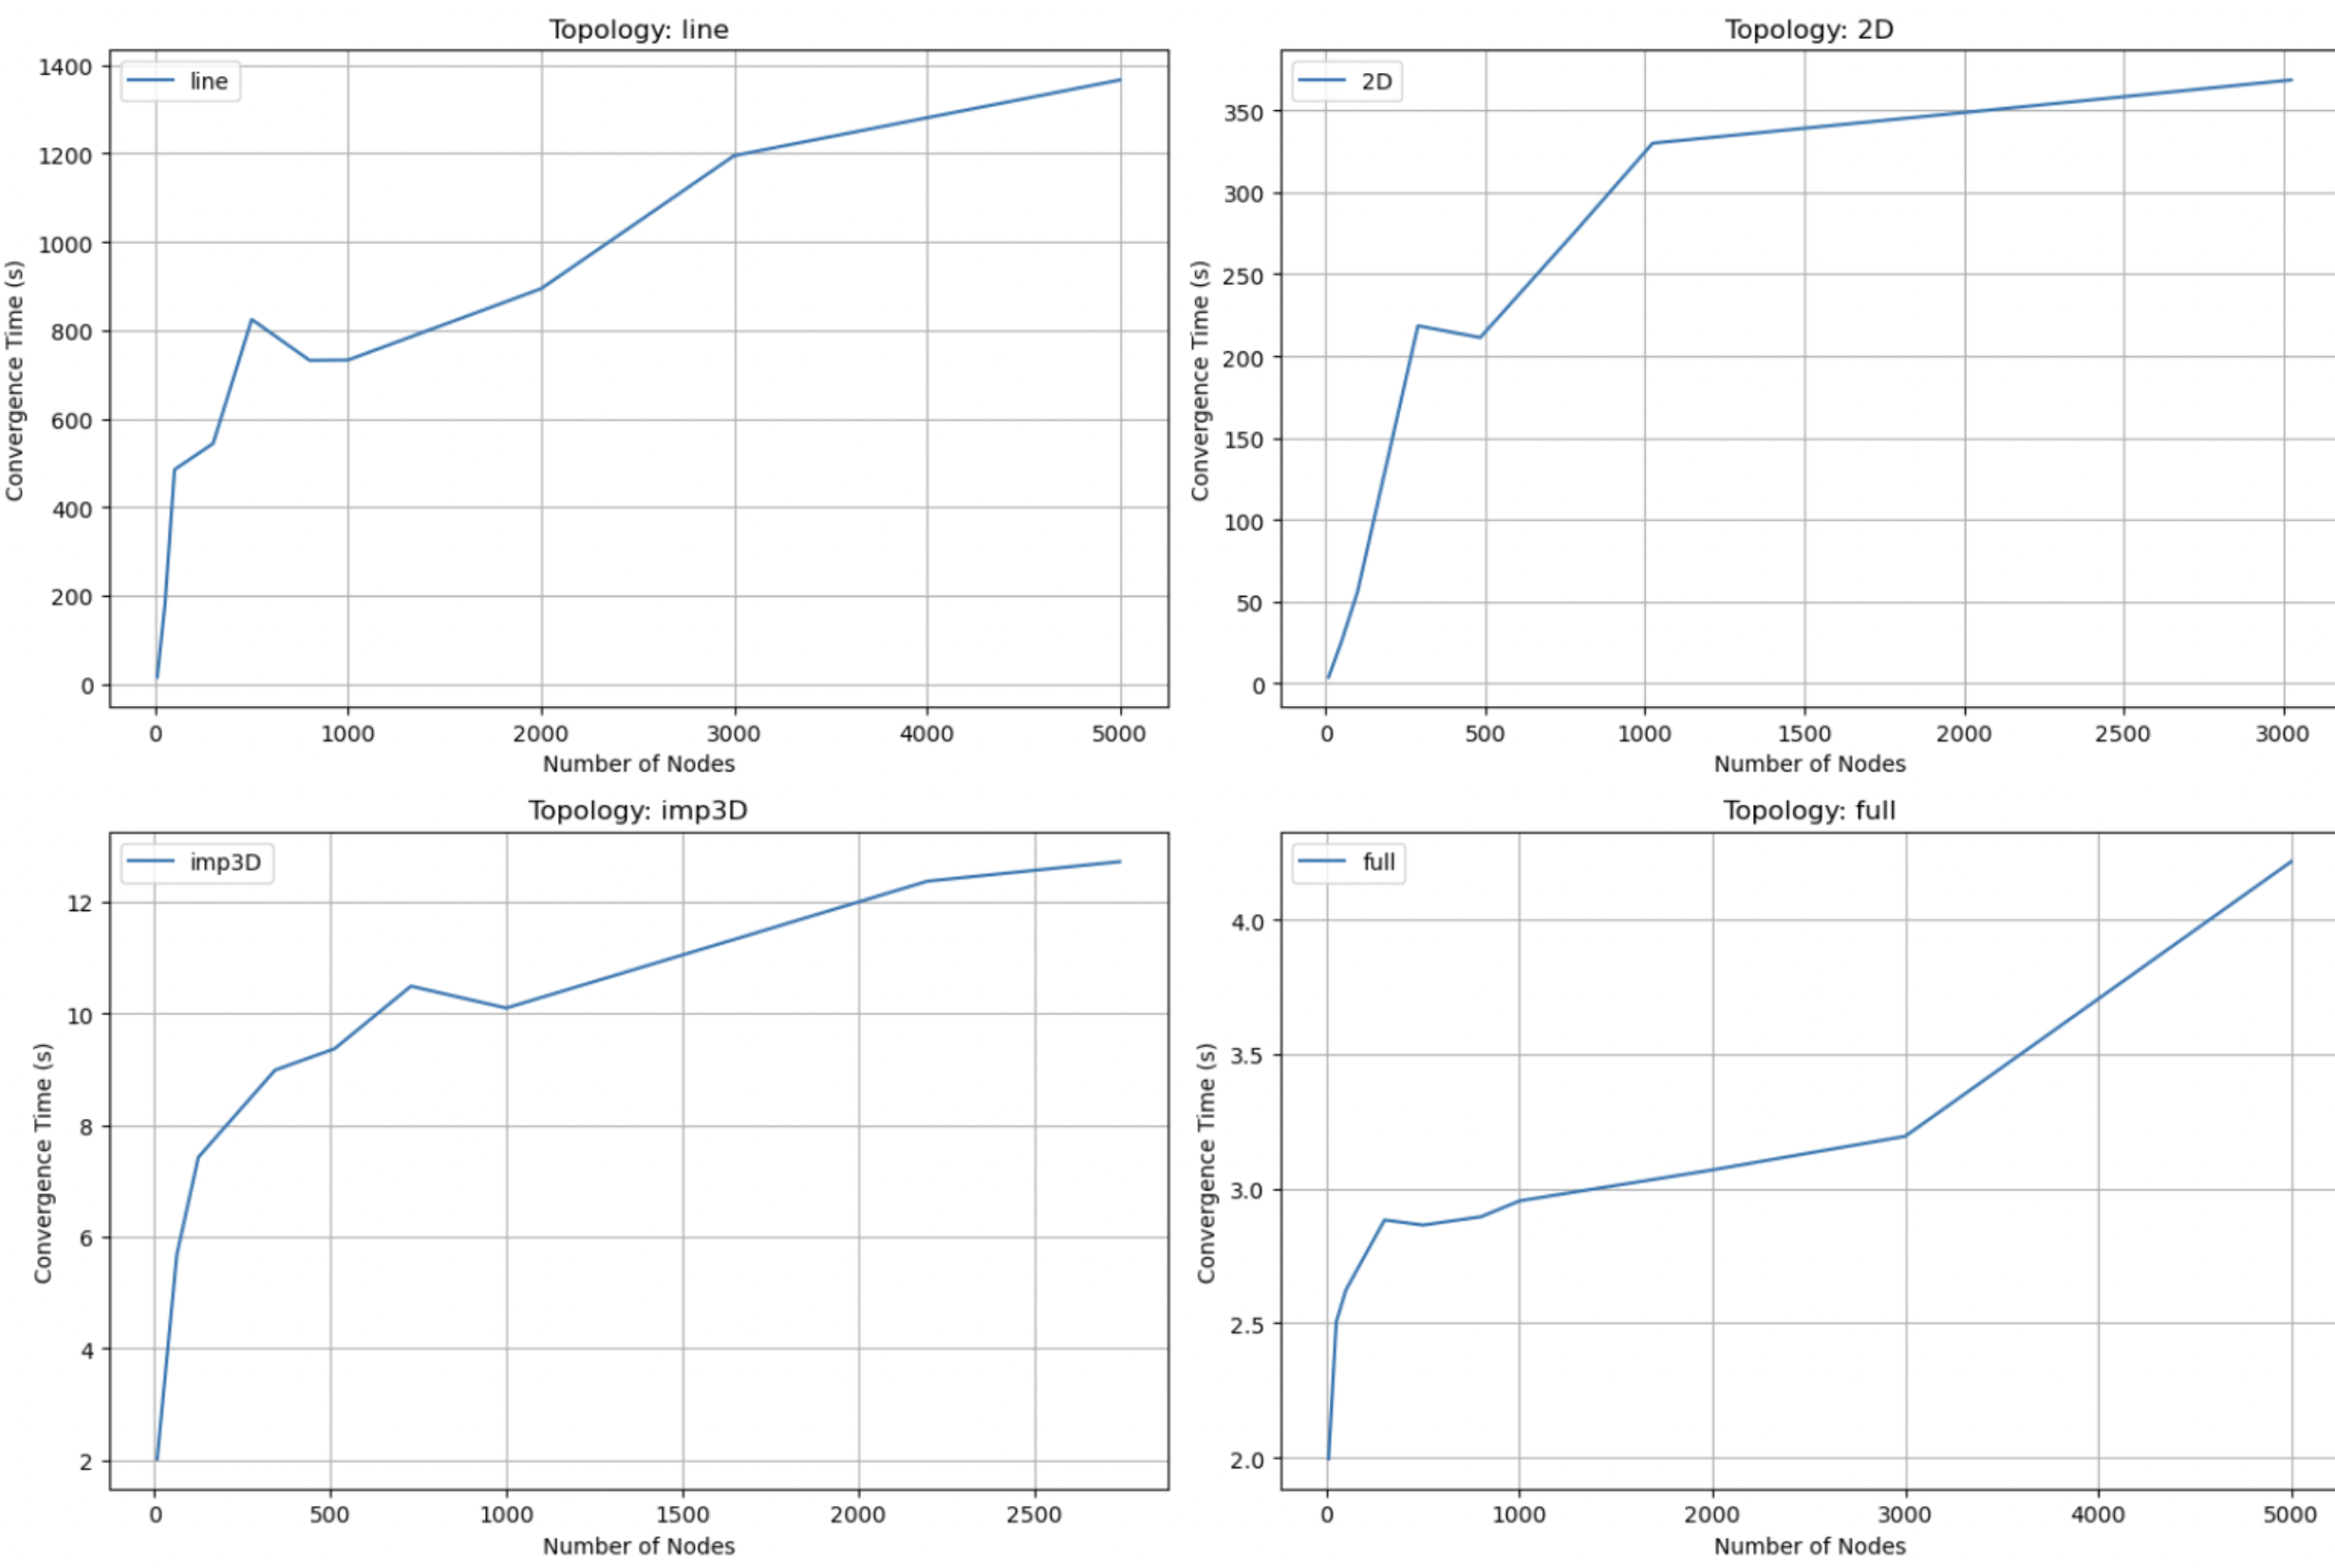 Topology: line
line
1400
1200
1000
800
600
400
200
0
Convergence Time (s)
0 1000 2000 3000 4000 5000
Number of Nodes
Topology: 2D
2D
350
300
250
200
150
100
50
0
Convergence Time (s)
0 500 1000 1500 2000 2500 3000
Number of Nodes
Topology: imp3D
imp3D
12
10
8
6
4
2
Convergence Time (s)
0 500 1000 1500 2000 2500
Number of Nodes
Topology: full
full
4.0
3.5
3.0
2.5
2.0
Convergence Time (s)
0 1000 2000 3000 4000 5000
Number of Nodes